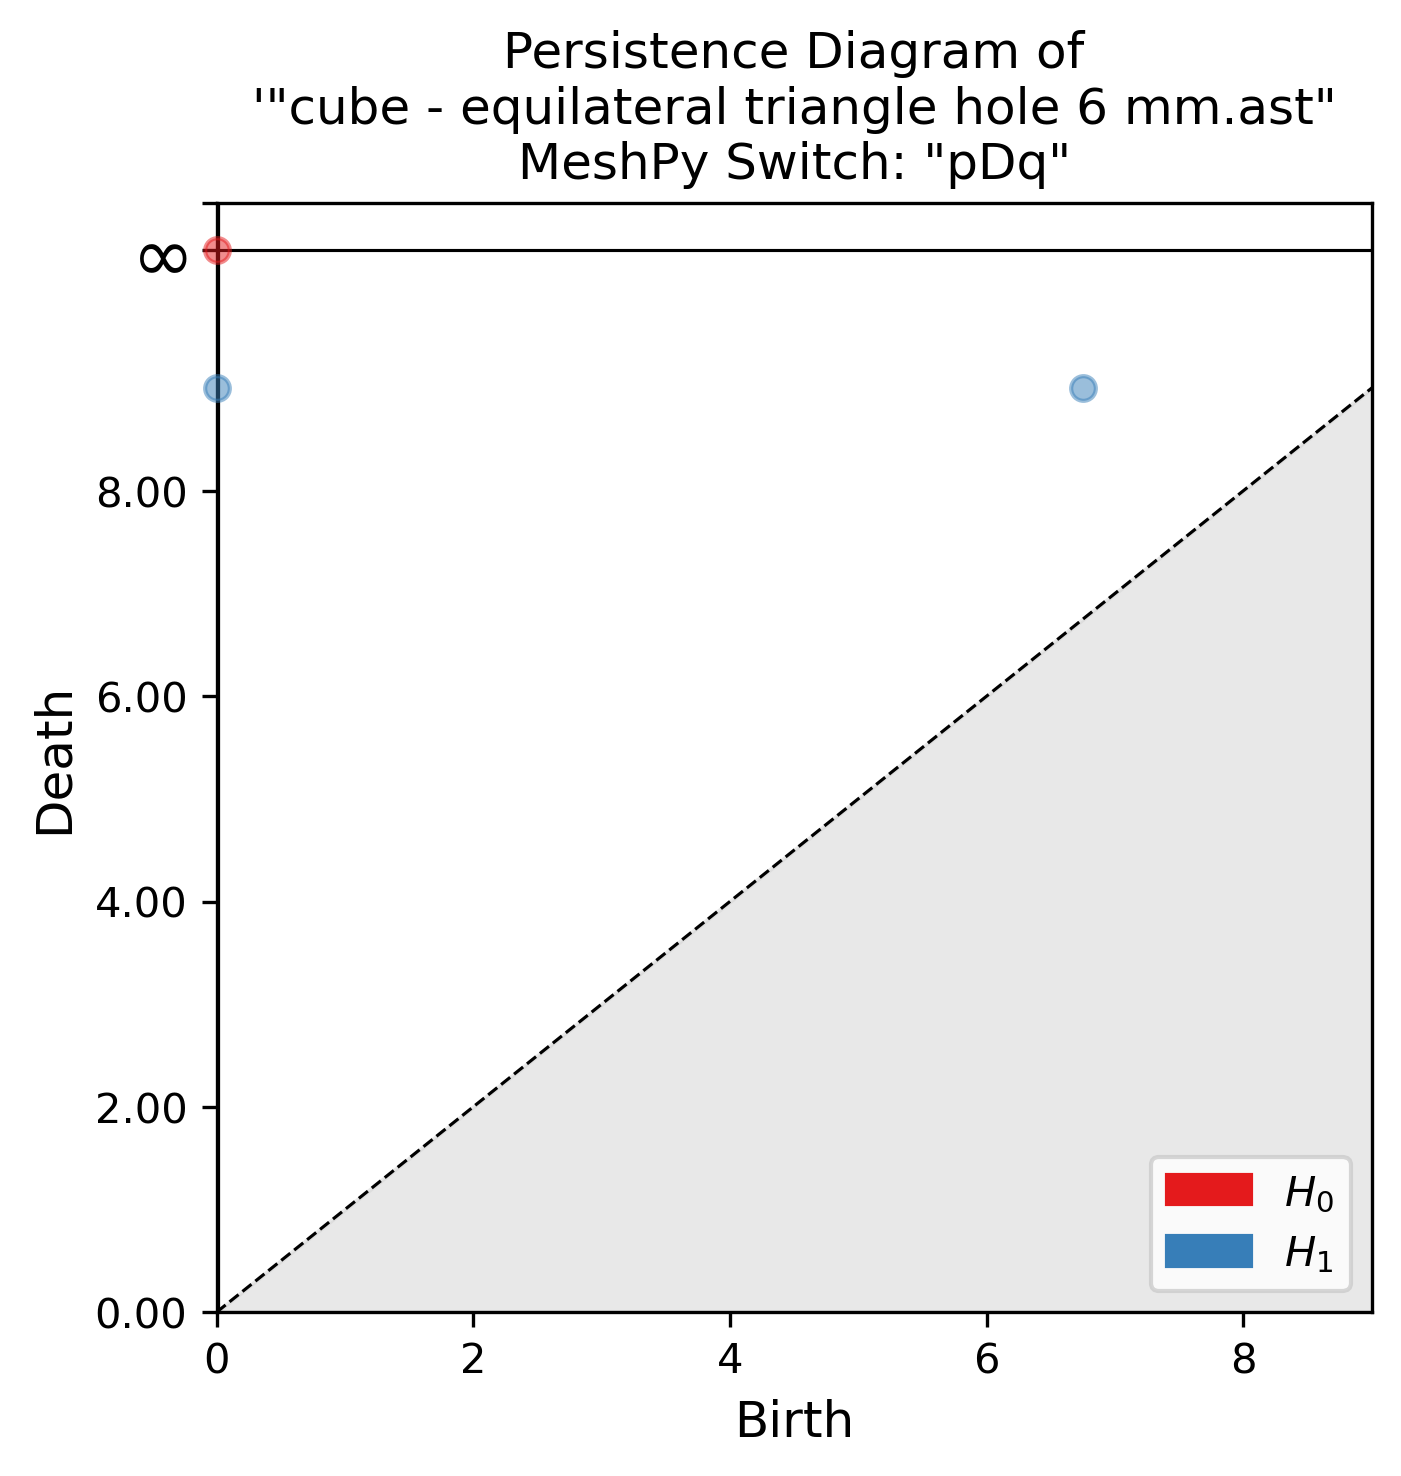 Persistence Diagram of
'"cube - equilateral triangle hole 6 mm.ast"
MeshPy Switch: "pDq"
∞
8.00
6.00
4.00
2.00
0.00
Death
0 2 4 6 8
Birth
H0
H1